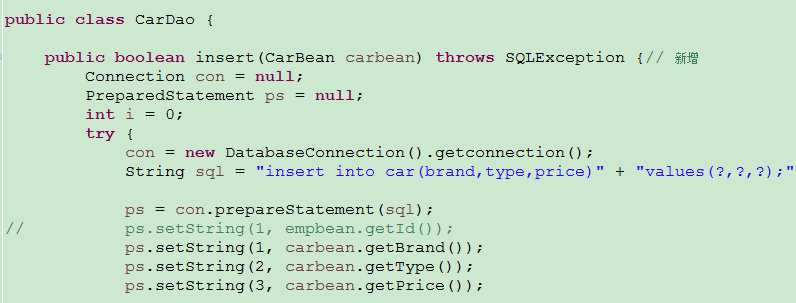 public class CarDao {
public boolean insert(CarBean carbean) throws SQLException {// 新增
Connection con = null;
PreparedStatement ps = null;
int i = 0;
try {
con = new DatabaseConnection().getconnection();
String sql = "insert into car(brand,type,price)" + "values(?,?,?);"
ps = con.prepareStatement(sql);
// ps.setString(1, empbean.getId());
ps.setString(1, carbean.getBrand());
ps.setString(2, carbean.getType());
ps.setString(3, carbean.getPrice());